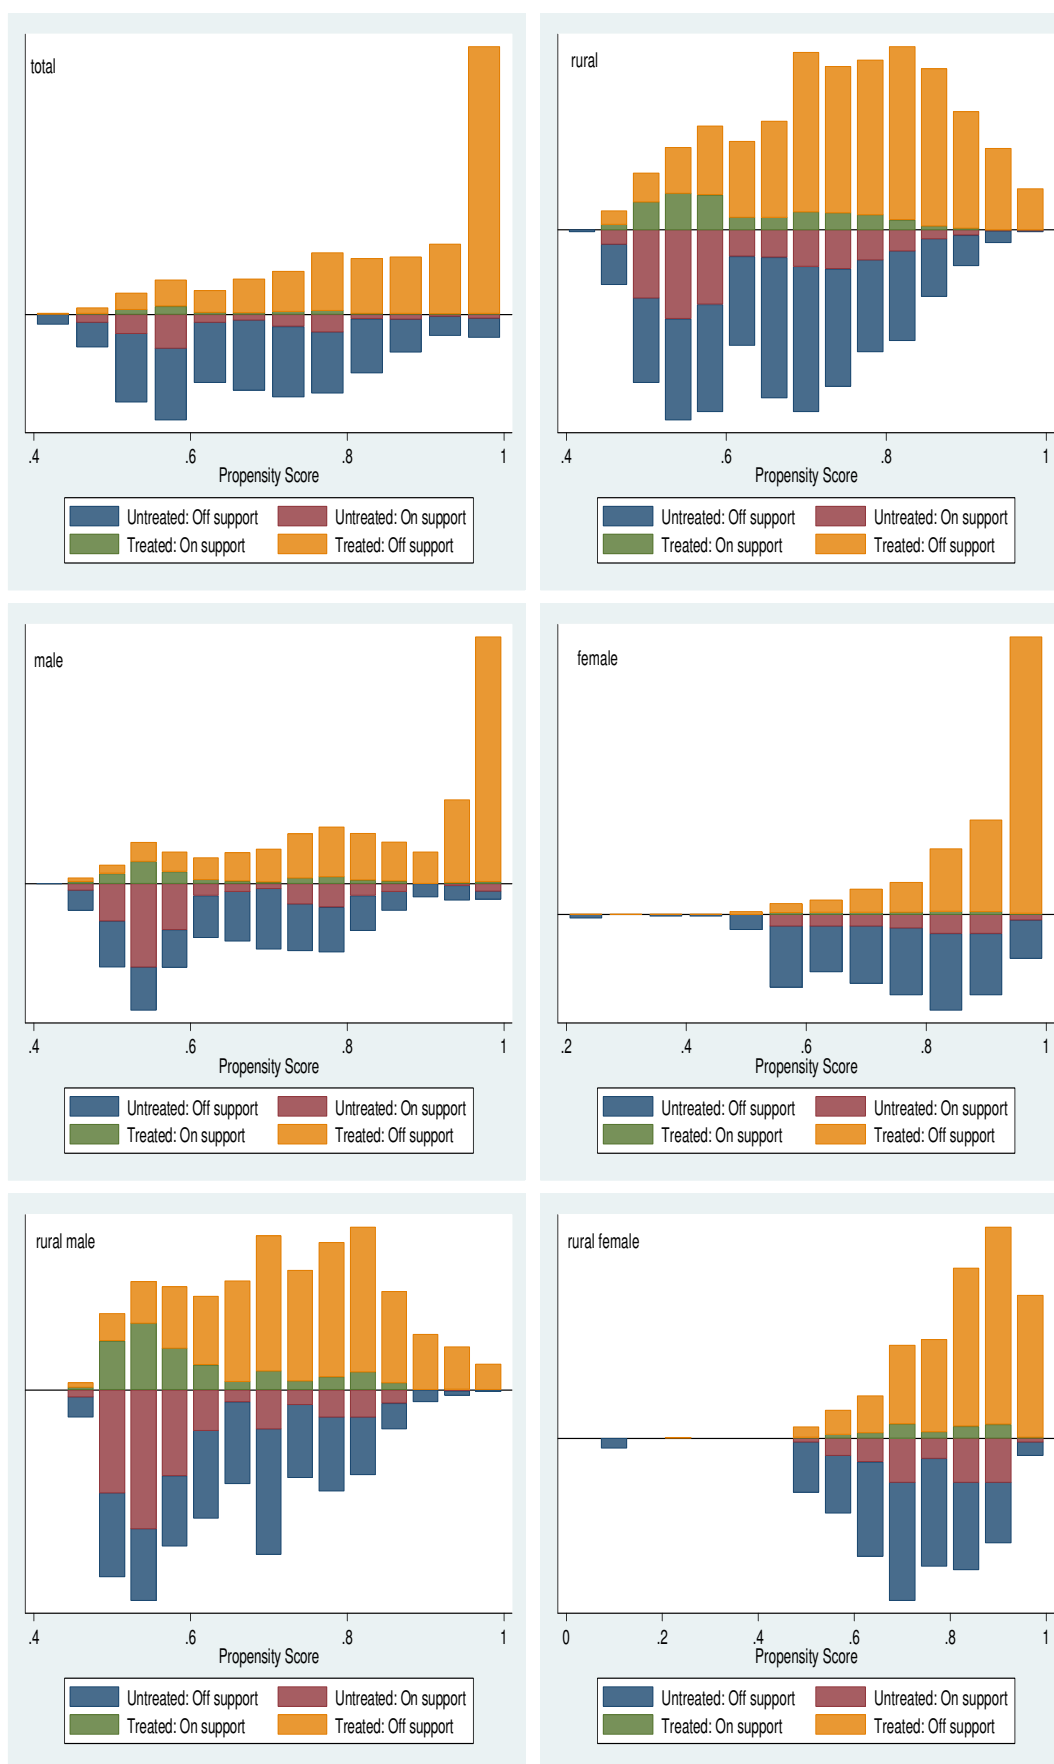 total
.4 .6 .8 1
Propensity Score
Untreated: Off support Untreated: On support
Treated: On support Treated: Off support
rural
.4 .6 .8 1
Propensity Score
Untreated: Off support Untreated: On support
Treated: On support Treated: Off support
male
.4 .6 .8 1
Propensity Score
Untreated: Off support Untreated: On support
Treated: On support Treated: Off support
female
.2 .4 .6 .8 1
Propensity Score
Untreated: Off support Untreated: On support
Treated: On support Treated: Off support
rural male
.4 .6 .8 1
Propensity Score
Untreated: Off support Untreated: On support
Treated: On support Treated: Off support
rural female
0 .2 .4 .6 .8 1
Propensity Score
Untreated: Off support Untreated: On support
Treated: On support Treated: Off support